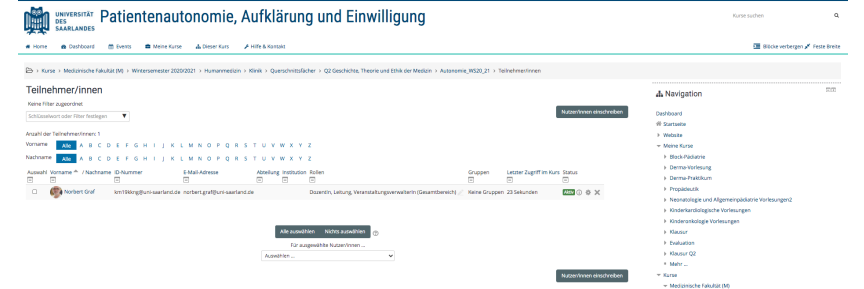 UNIVERSITÄT
DES
SAARLANDES
Patientenautonomie, Aufklärung und Einwilligung
Kurse suchen
Home Dashboard Events Meine Kurse Dieser Kurs Hilfe & Kontakt
Blöcke verbergen Feste Breite
Kurse › Medizinische Fakultät (M) › Wintersemester 2020/2021 › Humanmedizin › Klinik › Querschnittsfächer › Q2 Geschichte, Theorie und Ethik der Medizin › Autonomie_WS20_21 › Teilnehmer/innen
Teilnehmer/innen
Keine Filter zugeordnet
Schlüsselwort oder Filter festlegen ▼
Nutzer/innen einschreiben
Anzahl der Teilnehmer/innen: 1
Vorname Alle A B C D E F G H I J K L M N O P Q R S T U V W X Y Z
Nachname Alle A B C D E F G H I J K L M N O P Q R S T U V W X Y Z
Auswahl Vorname / Nachname ID-Nummer E-Mail-Adresse Abteilung Institution Rollen Gruppen Letzter Zugriff im Kurs Status
Norbert Graf km19kkng@uni-saarland.de norbert.graf@uni-saarland.de Dozentin, Leitung, Veranstaltungsverwalterin (Gesamtbereich) Keine Gruppen 23 Sekunden Aktiv
Alle auswählen Nichts auswählen
Für ausgewählte Nutzer/innen ...
Auswählen ...
Nutzer/innen einschreiben
Navigation
Dashboard
Startseite
Website
Meine Kurse
Block-Pädiatrie
Derma-Vorlesung
Derma-Praktikum
Propädeutik
Neonatologie und Allgemeinpädiatrie Vorlesungen2
Kinderkardiologische Vorlesungen
Kinderonkologie Vorlesungen
Klausur
Evaluation
Klausur Q2
Mehr ...
Kurse
Medizinische Fakultät (M)